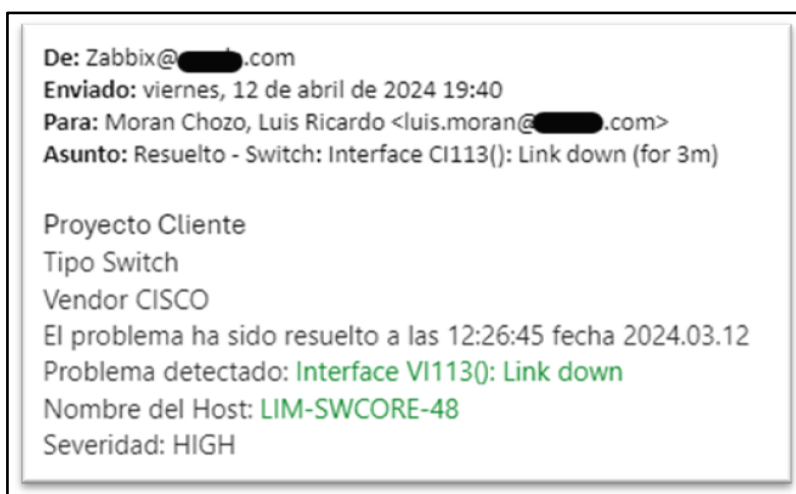 De: Zabbix@.com
Enviado: viernes, 12 de abril de 2024 19:40
Para: Moran Chozo, Luis Ricardo <luis.moran@.com>
Asunto: Resuelto - Switch: Interface CI113(): Link down (for 3m)
Proyecto Cliente
Tipo Switch
Vendor CISCO
El problema ha sido resuelto a las 12:26:45 fecha 2024.03.12
Problema detectado: Interface VI113(): Link down
Nombre del Host: LIM-SWCORE-48
Severidad: HIGH